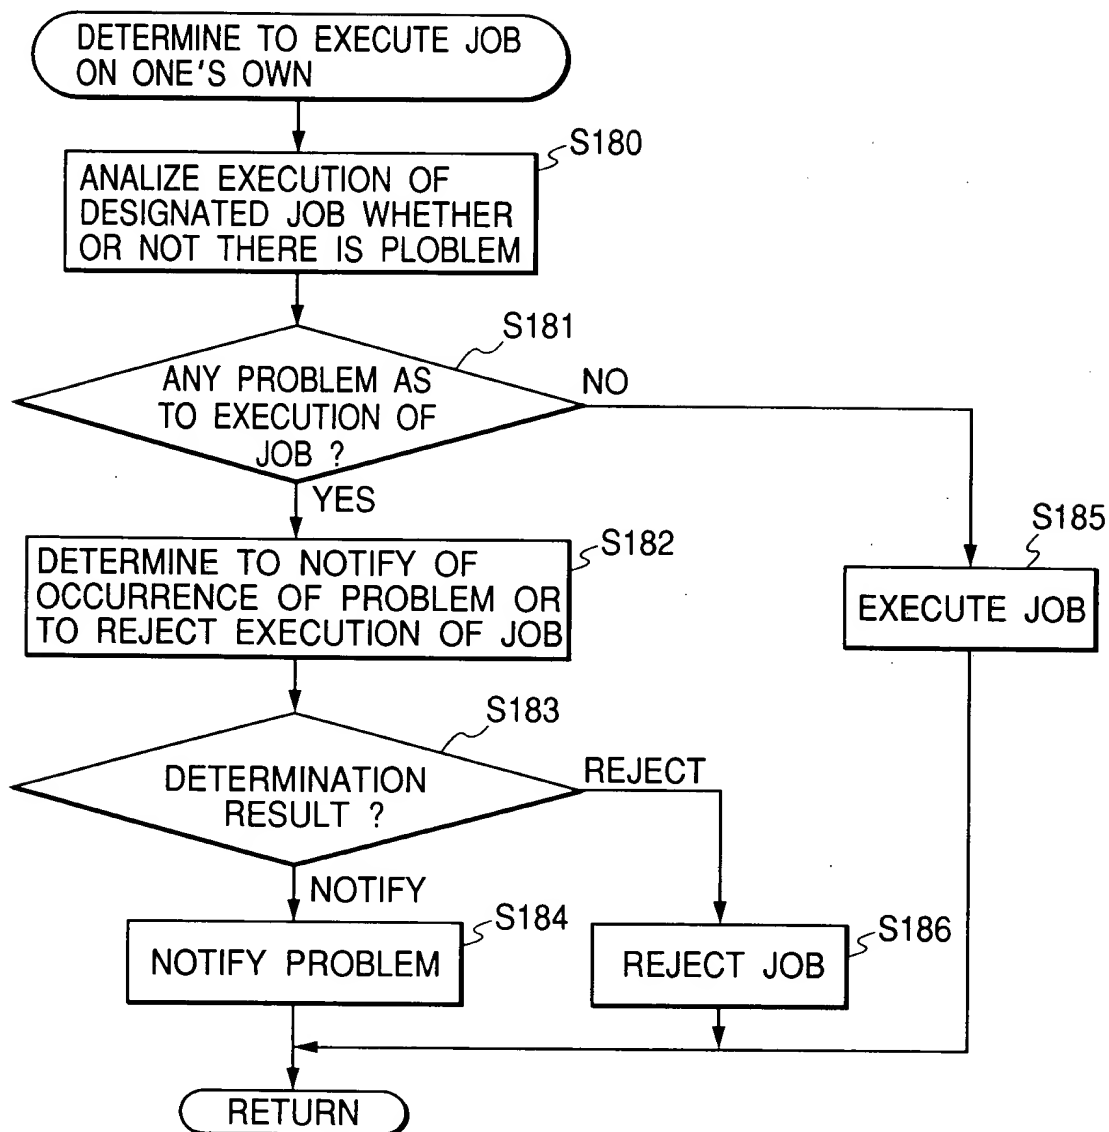 DETERMINE TO EXECUTE JOB
ON ONE'S OWN
S180
ANALIZE EXECUTION OF
DESIGNATED JOB WHETHER
OR NOT THERE IS PLOBLEM
S181
ANY PROBLEM AS
TO EXECUTION OF
JOB ?
NO
YES
S182
DETERMINE TO NOTIFY OF
OCCURRENCE OF PROBLEM OR
TO REJECT EXECUTION OF JOB
S185
EXECUTE JOB
S183
DETERMINATION
RESULT ?
REJECT
NOTIFY
S184
NOTIFY PROBLEM
S186
REJECT JOB
RETURN